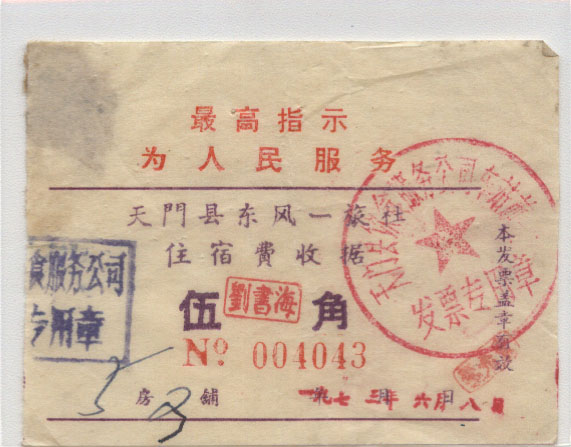 最高指示
为人民服务
天門县东风一旅社
住宿费收据
伍 角
劉書海
№ 004043
房 铺
一九七三年六月八日
本发票盖章有效
食服务公司
专用章
发票专用章